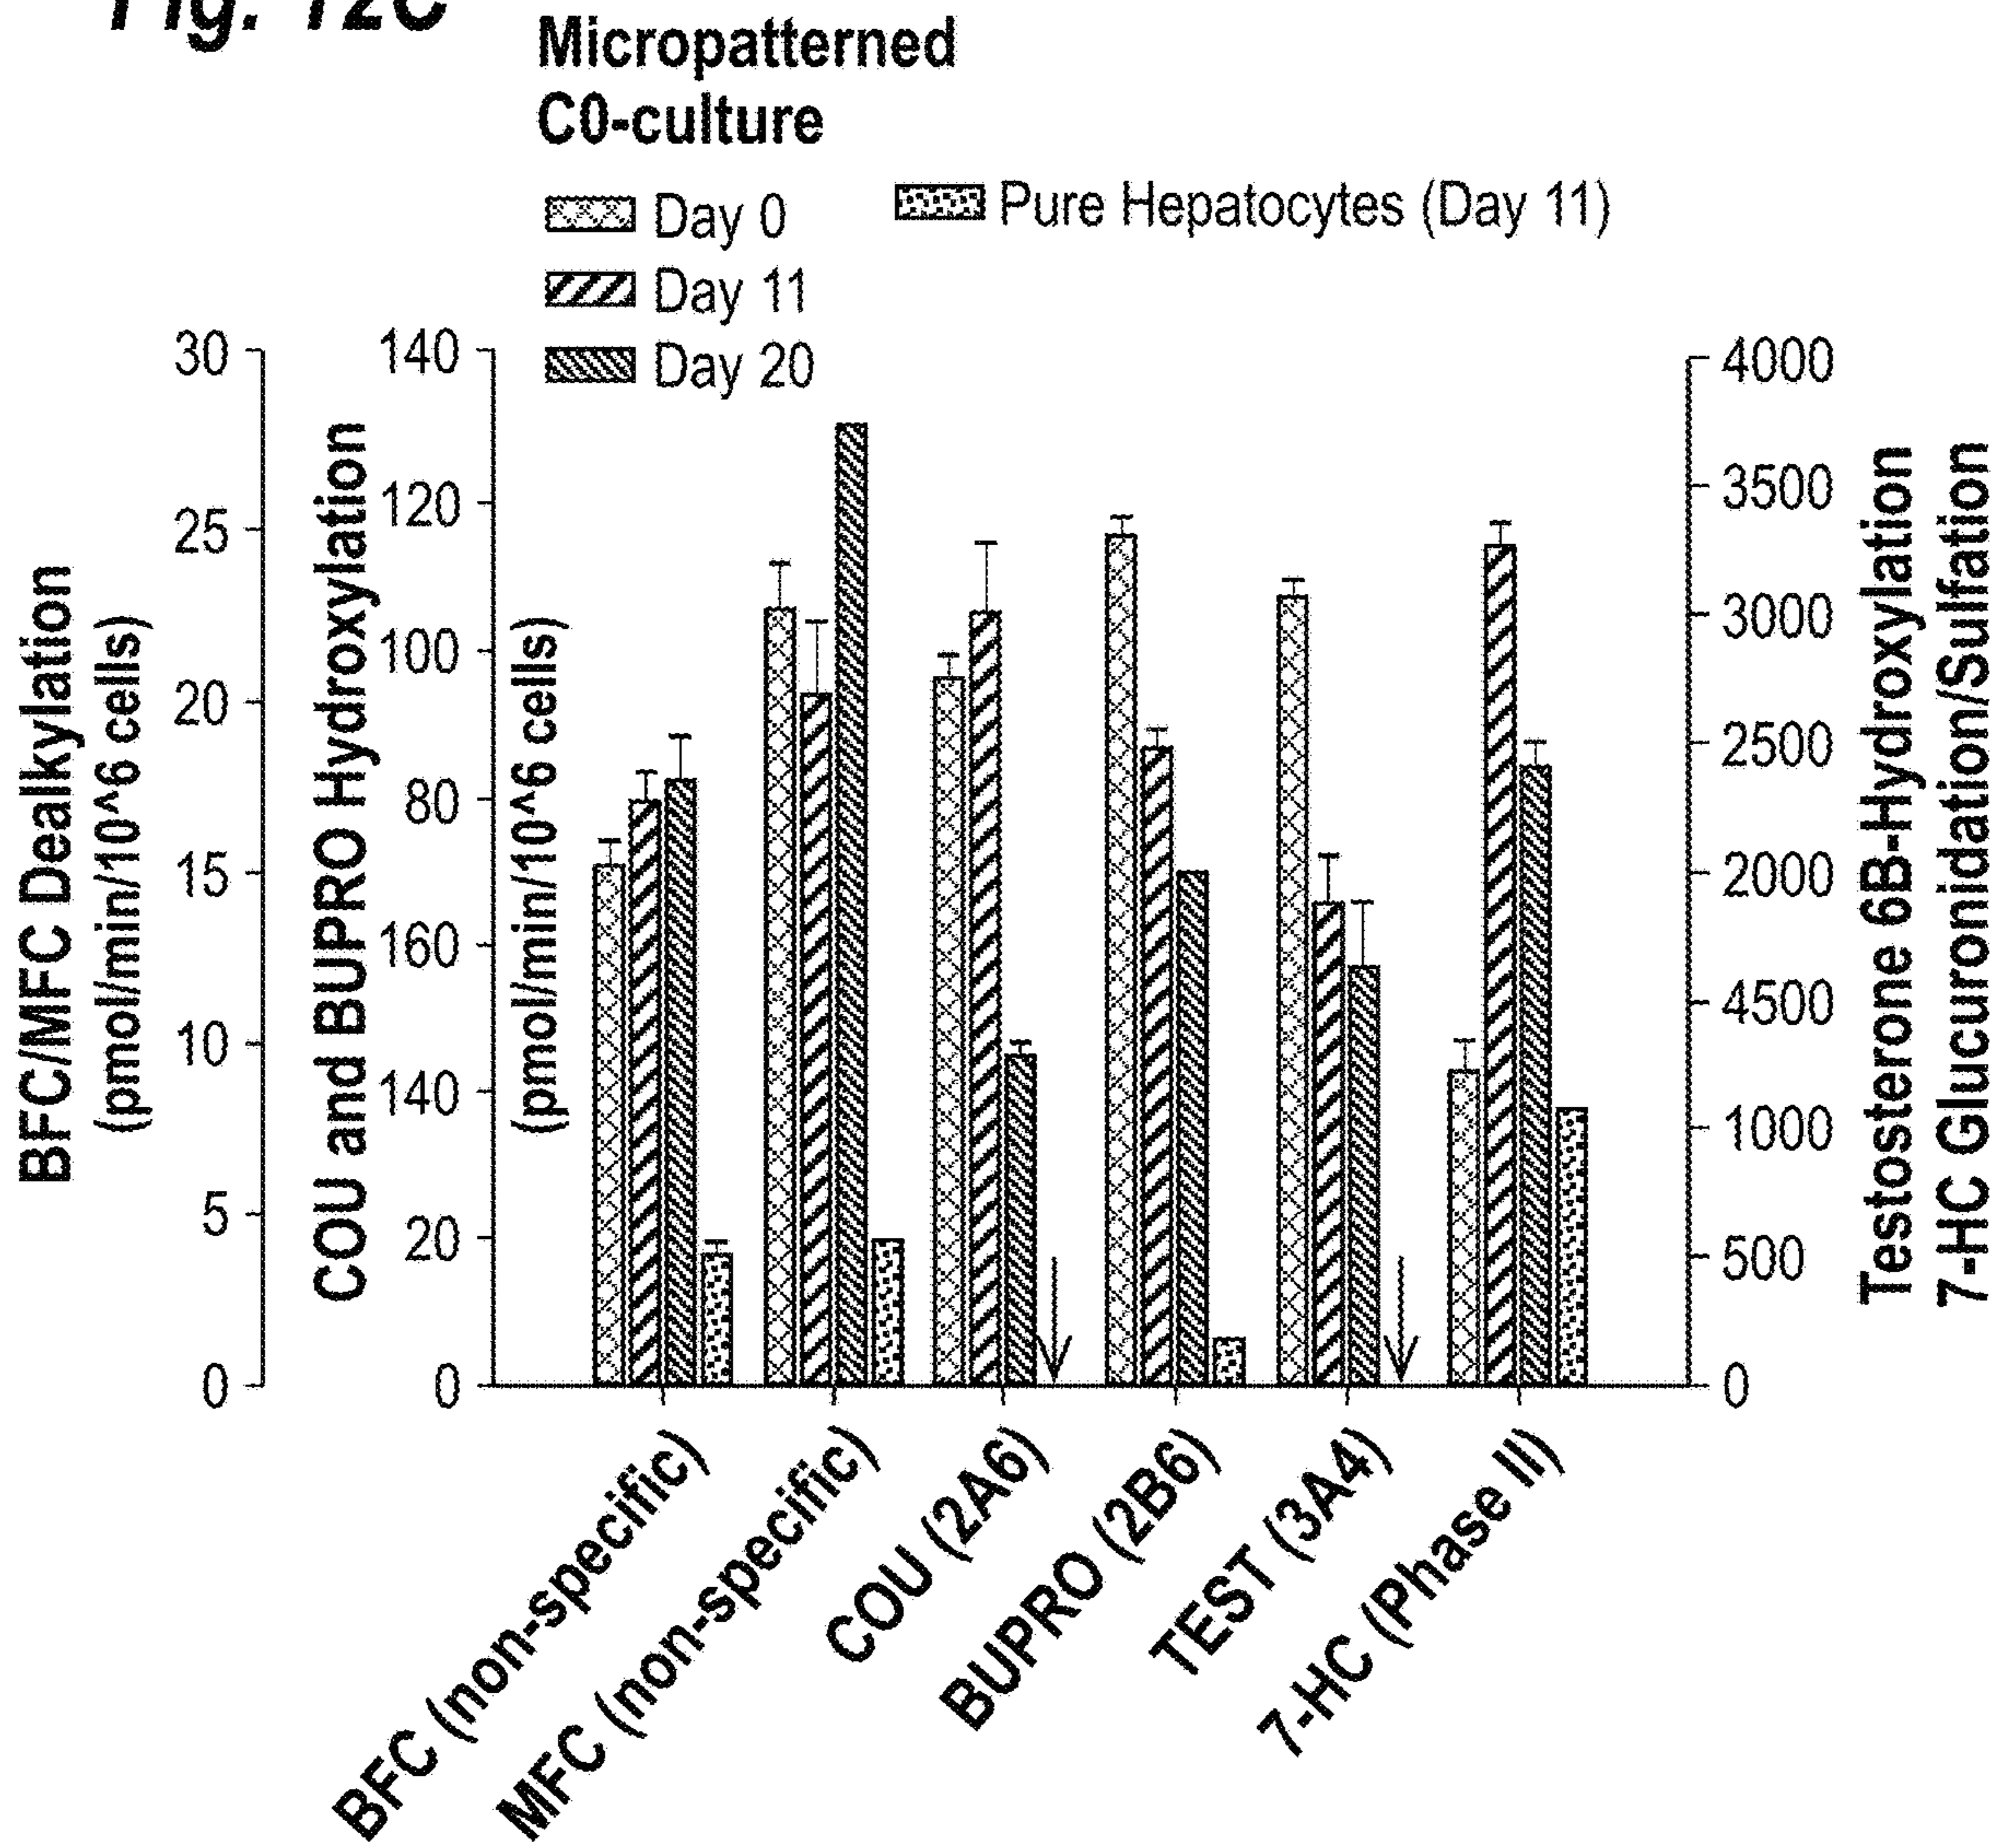 Fig. 12C
Micropatterned
C0-culture
Day 0
Pure Hepatocytes (Day 11)
Day 11
Day 20
BFC/MFC Dealkylation
(pmol/min/10^6 cells)
30
25
20
15
10
5
0
COU and BUPRO Hydroxylation
(pmol/min/10^6 cells)
140
120
100
80
160
140
20
0
4000
3500
3000
2500
2000
4500
1000
500
0
Testosterone 6B-Hydroxylation
7-HC Glucuronidation/Sulfation
BFC (non-specific)
MFC (non-specific)
COU (2A6)
BUPRO (2B6)
TEST (3A4)
7-HC (Phase II)